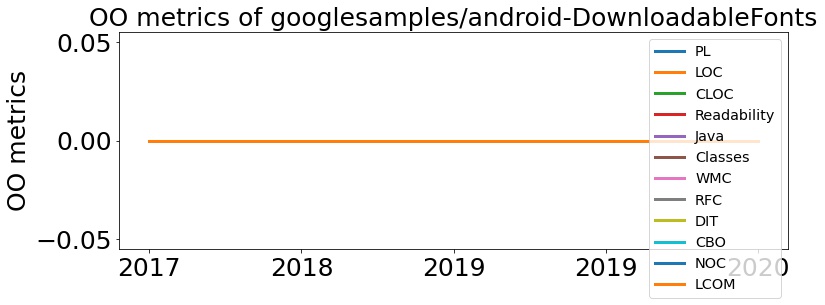 OO metrics of googlesamples/android-DownloadableFonts
OO metrics
0.05
0.00
−0.05
2017
2018
2019
2019
2020
PL
LOC
CLOC
Readability
Java
Classes
WMC
RFC
DIT
CBO
NOC
LCOM